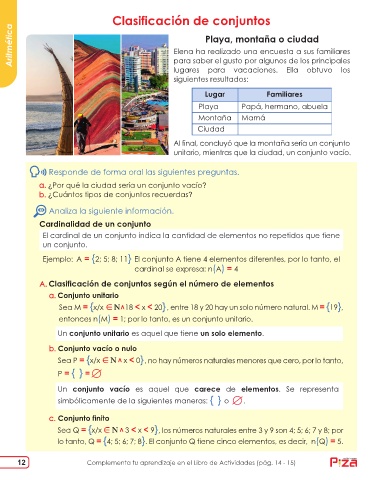 Aritmética
Clasificación de conjuntos
Playa, montaña o ciudad
Elena ha realizado una encuesta a sus familiares
para saber el gusto por algunos de los principales
lugares para vacaciones. Ella obtuvo los
siguientes resultados:
Lugar Familiares
Playa Papá, hermano, abuela
Montaña Mamá
Ciudad
Al final, concluyó que la montaña sería un conjunto
unitario, mientras que la ciudad, un conjunto vacío.
Responde de forma oral las siguientes preguntas.
a. ¿Por qué la ciudad sería un conjunto vacío?
b. ¿Cuántos tipos de conjuntos recuerdas?
Analiza la siguiente información.
Cardinalidad de un conjunto
El cardinal de un conjunto indica la cantidad de elementos no repetidos que tiene
un conjunto.
Ejemplo: A = {2; 5; 8; 11} El conjunto A tiene 4 elementos diferentes, por lo tanto, el
cardinal se expresa: n(A) = 4
A. Clasificación de conjuntos según el número de elementos
a. Conjunto unitario
Sea M = {x/x ∈ N ∧ 18 < x < 20}, entre 18 y 20 hay un solo número natural. M = {19},
entonces n(M) = 1; por lo tanto, es un conjunto unitario.
Un conjunto unitario es aquel que tiene un solo elemento.
b. Conjunto vacío o nulo
Sea P = {x/x ∈ N ∧ x < 0}, no hay números naturales menores que cero, por lo tanto,
P = { } = ∅
Un conjunto vacío es aquel que carece de elementos. Se representa
simbólicamente de la siguientes maneras: { } o ∅.
c. Conjunto finito
Sea Q = {x/x ∈ N ∧ 3 < x < 9}, los números naturales entre 3 y 9 son 4; 5; 6; 7 y 8; por
lo tanto, Q = {4; 5; 6; 7; 8}. El conjunto Q tiene cinco elementos, es decir, n(Q) = 5.
12 Complementa tu aprendizaje en el Libro de Actividades (pág. 14 - 15)